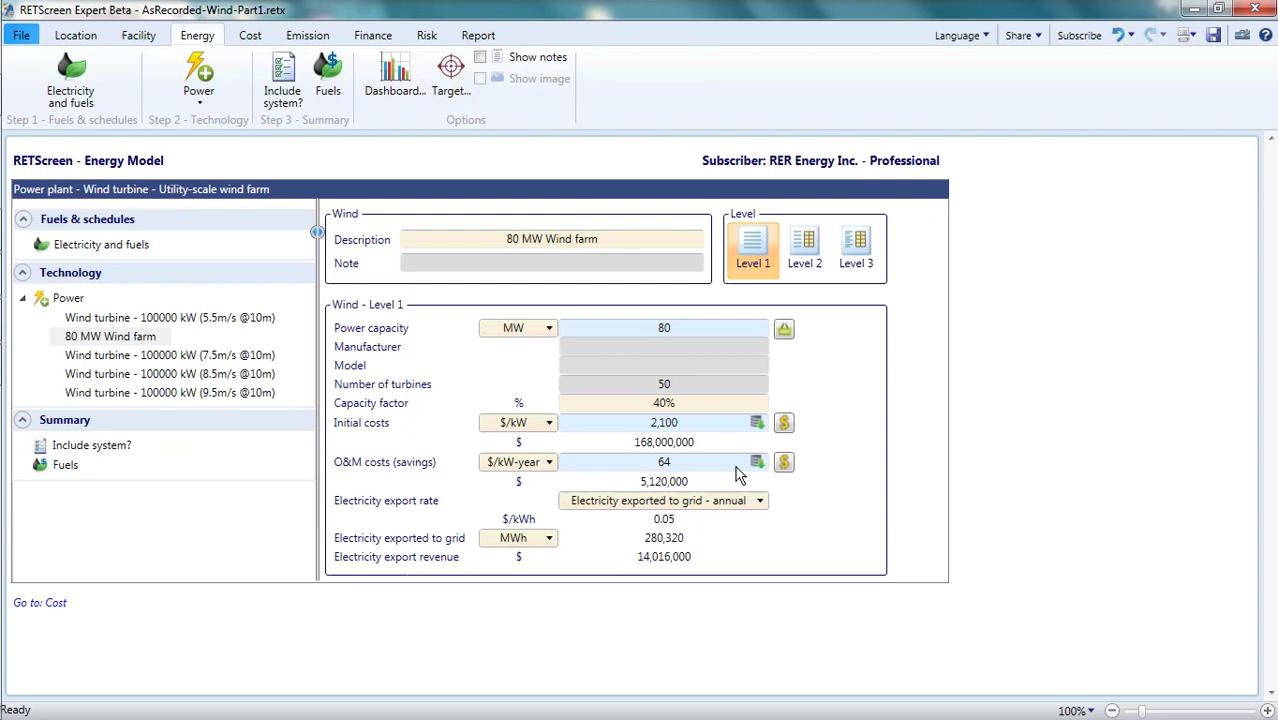 RETScreen Expert Beta - AsRecorded-Wind-Part1.retx
File Location Facility Energy Cost Emission Finance Risk Report Language Share Subscribe
Electricity and fuels
Step 1 - Fuels & schedules
Power
Step 2 - Technology
Include system?
Fuels
Step 3 - Summary
Dashboard...
Target...
Show notes
Show image
Options
RETScreen - Energy Model
Subscriber: RER Energy Inc. - Professional
Power plant - Wind turbine - Utility-scale wind farm
Fuels & schedules
Electricity and fuels
Technology
Power
Wind turbine - 100000 kW (5.5m/s @10m)
80 MW Wind farm
Wind turbine - 100000 kW (7.5m/s @10m)
Wind turbine - 100000 kW (8.5m/s @10m)
Wind turbine - 100000 kW (9.5m/s @10m)
Summary
Include system?
Fuels
Wind
Description 80 MW Wind farm
Note
Level
Level 1 Level 2 Level 3
Wind - Level 1
Power capacity MW 80
Manufacturer
Model
Number of turbines 50
Capacity factor % 40%
Initial costs $/kW 2,100
$ 168,000,000
O&M costs (savings) $/kW-year 64
$ 5,120,000
Electricity export rate Electricity exported to grid - annual
$/kWh 0.05
Electricity exported to grid MWh 280,320
Electricity export revenue $ 14,016,000
Go to: Cost
Ready
100%